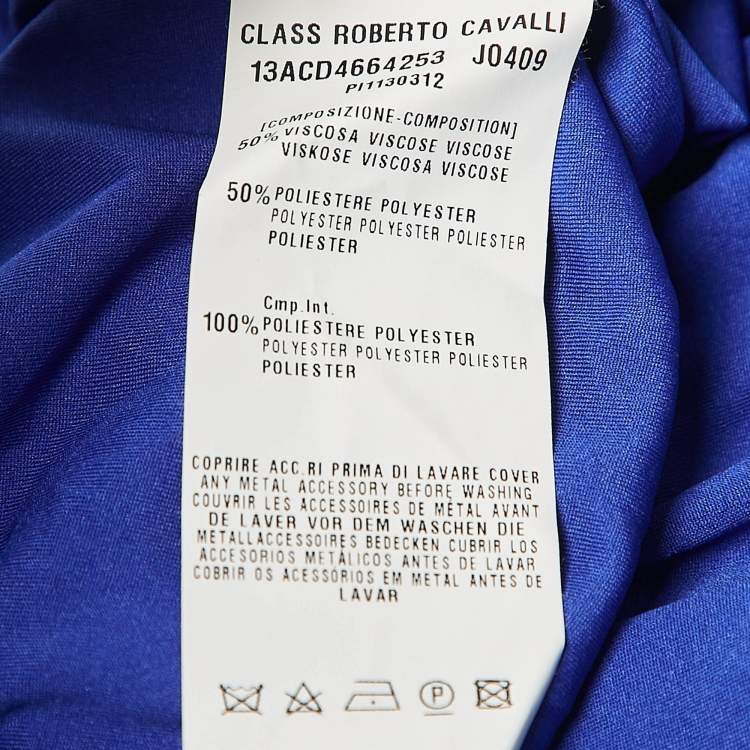 CLASS ROBERTO CAVALLI
13ACD4664253 J0409
PI1130312
[COMPOSIZIONE-COMPOSITION]
50% VISCOSA VISCOSE VISCOSE
VISKOSE VISCOSA VISCOSE
50% POLIESTERE POLYESTER
POLYESTER POLYESTER POLIESTER
POLIESTER
Cmp.Int.
100% POLIESTERE POLYESTER
POLYESTER POLYESTER POLIESTER
POLIESTER
COPRIRE ACC.RI PRIMA DI LAVARE COVER
ANY METAL ACCESSORY BEFORE WASHING
COUVRIR LES ACCESSOIRES DE MÉTAL AVANT
DE LAVER VOR DEM WASCHEN DIE
METALLACCESSOIRES BEDECKEN CUBRIR LOS
ACCESORIOS METÁLICOS ANTES DE LAVAR
COBRIR OS ACESSÓRIOS EM METAL ANTES DE
LAVAR
P